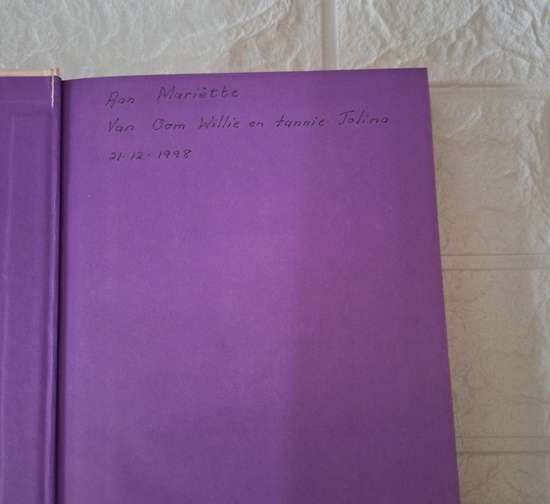 Aan Mariëtte
Van Oom Willie en tannie Jolina
21-12-1998